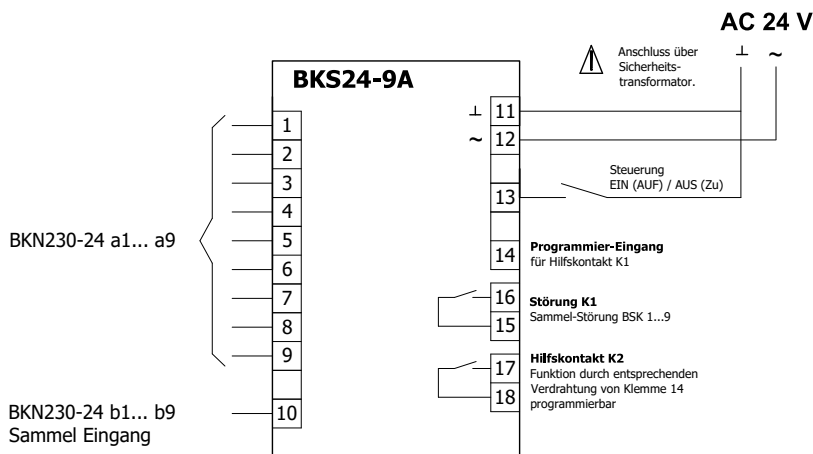 AC 24 V
⊥ ~
Anschluss über
Sicherheits-
transformator.
BKS24-9A
⊥ 11
~ 12
1
2
3
4
5
6
7
8
9
10
BKN230-24 a1... a9
BKN230-24 b1... b9
Sammel Eingang
Steuerung
EIN (AUF) / AUS (Zu)
13
14
Programmier-Eingang
für Hilfskontakt K1
16
15
Störung K1
Sammel-Störung BSK 1...9
17
18
Hilfskontakt K2
Funktion durch entsprechenden
Verdrahtung von Klemme 14
programmierbar